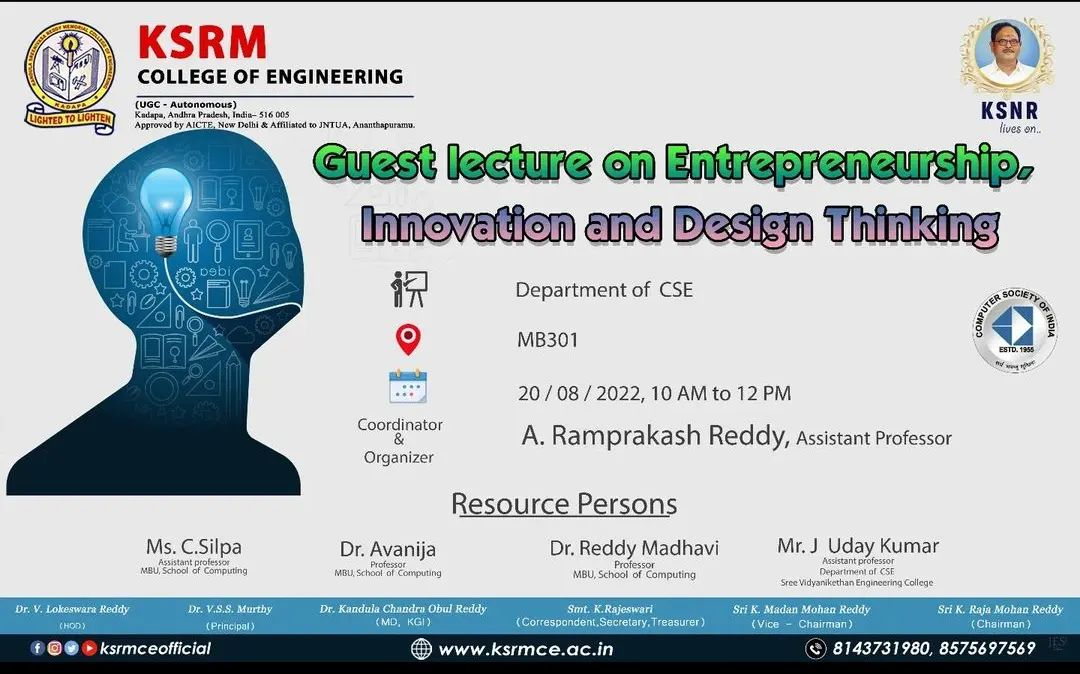 KANDULA SREENIVASA REDDY MEMORIAL COLLEGE OF ENGINEERING
KADAPA
LIGHTED TO LIGHTEN
KSRM
COLLEGE OF ENGINEERING
(UGC - Autonomous)
Kadapa, Andhra Pradesh, India– 516 005
Approved by AICTE, New Delhi & Affiliated to JNTUA, Ananthapuramu.
KSNR
lives on..
Guest lecture on Entrepreneurship,
Innovation and Design Thinking
Department of CSE
MB301
20 / 08 / 2022, 10 AM to 12 PM
Coordinator
&
Organizer
A. Ramprakash Reddy, Assistant Professor
COMPUTER SOCIETY OF INDIA
ESTD. 1965
Resource Persons
Ms. C.Silpa
Assistant professor
MBU, School of Computing
Dr. Avanija
Professor
MBU, School of Computing
Dr. Reddy Madhavi
Professor
MBU, School of Computing
Mr. J Uday Kumar
Assistant professor
Department of CSE
Sree Vidyanikethan Engineering College
Dr. V. Lokeswara Reddy
(HOD)
Dr. V.S.S. Murthy
(Principal)
Dr. Kandula Chandra Obul Reddy
(MD, KGI)
Smt. K.Rajeswari
(Correspondent,Secretary,Treasurer)
Sri K. Madan Mohan Reddy
(Vice - Chairman)
Sri K. Raja Mohan Reddy
(Chairman)
ksrmceofficial
www.ksrmce.ac.in
8143731980, 8575697569